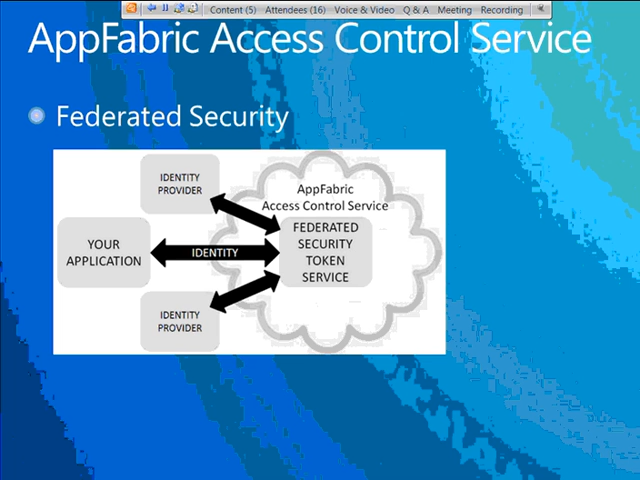 Content (5) Attendees (16) Voice & Video Q & A Meeting Recording
AppFabric Access Control Service
Federated Security
IDENTITY
PROVIDER
AppFabric
Access Control Service
YOUR
APPLICATION
IDENTITY
FEDERATED
SECURITY
TOKEN
SERVICE
IDENTITY
PROVIDER